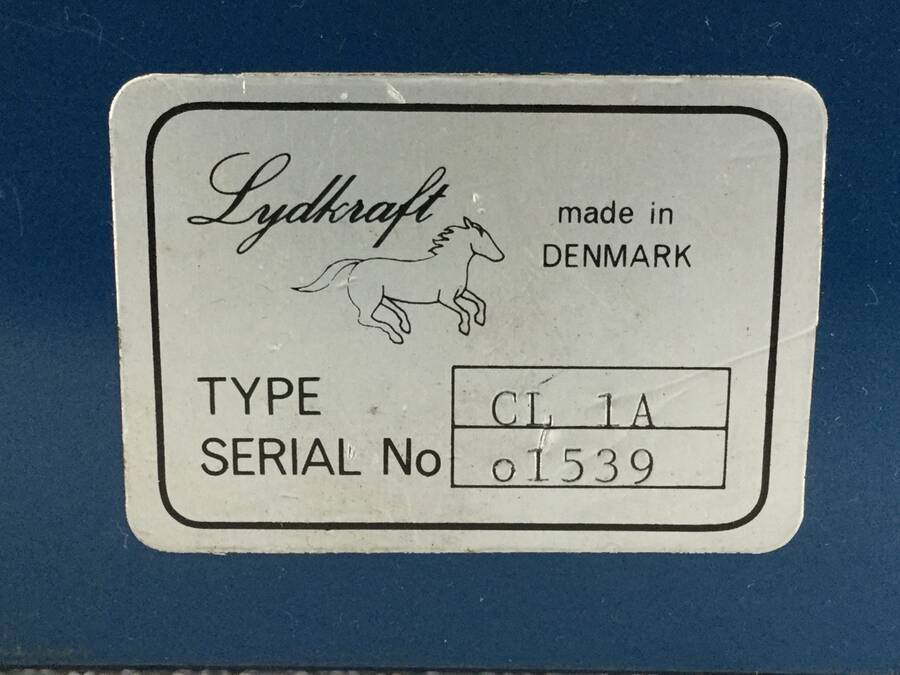 Lydkraft
made in
DENMARK
TYPE CL 1A
SERIAL No o1539